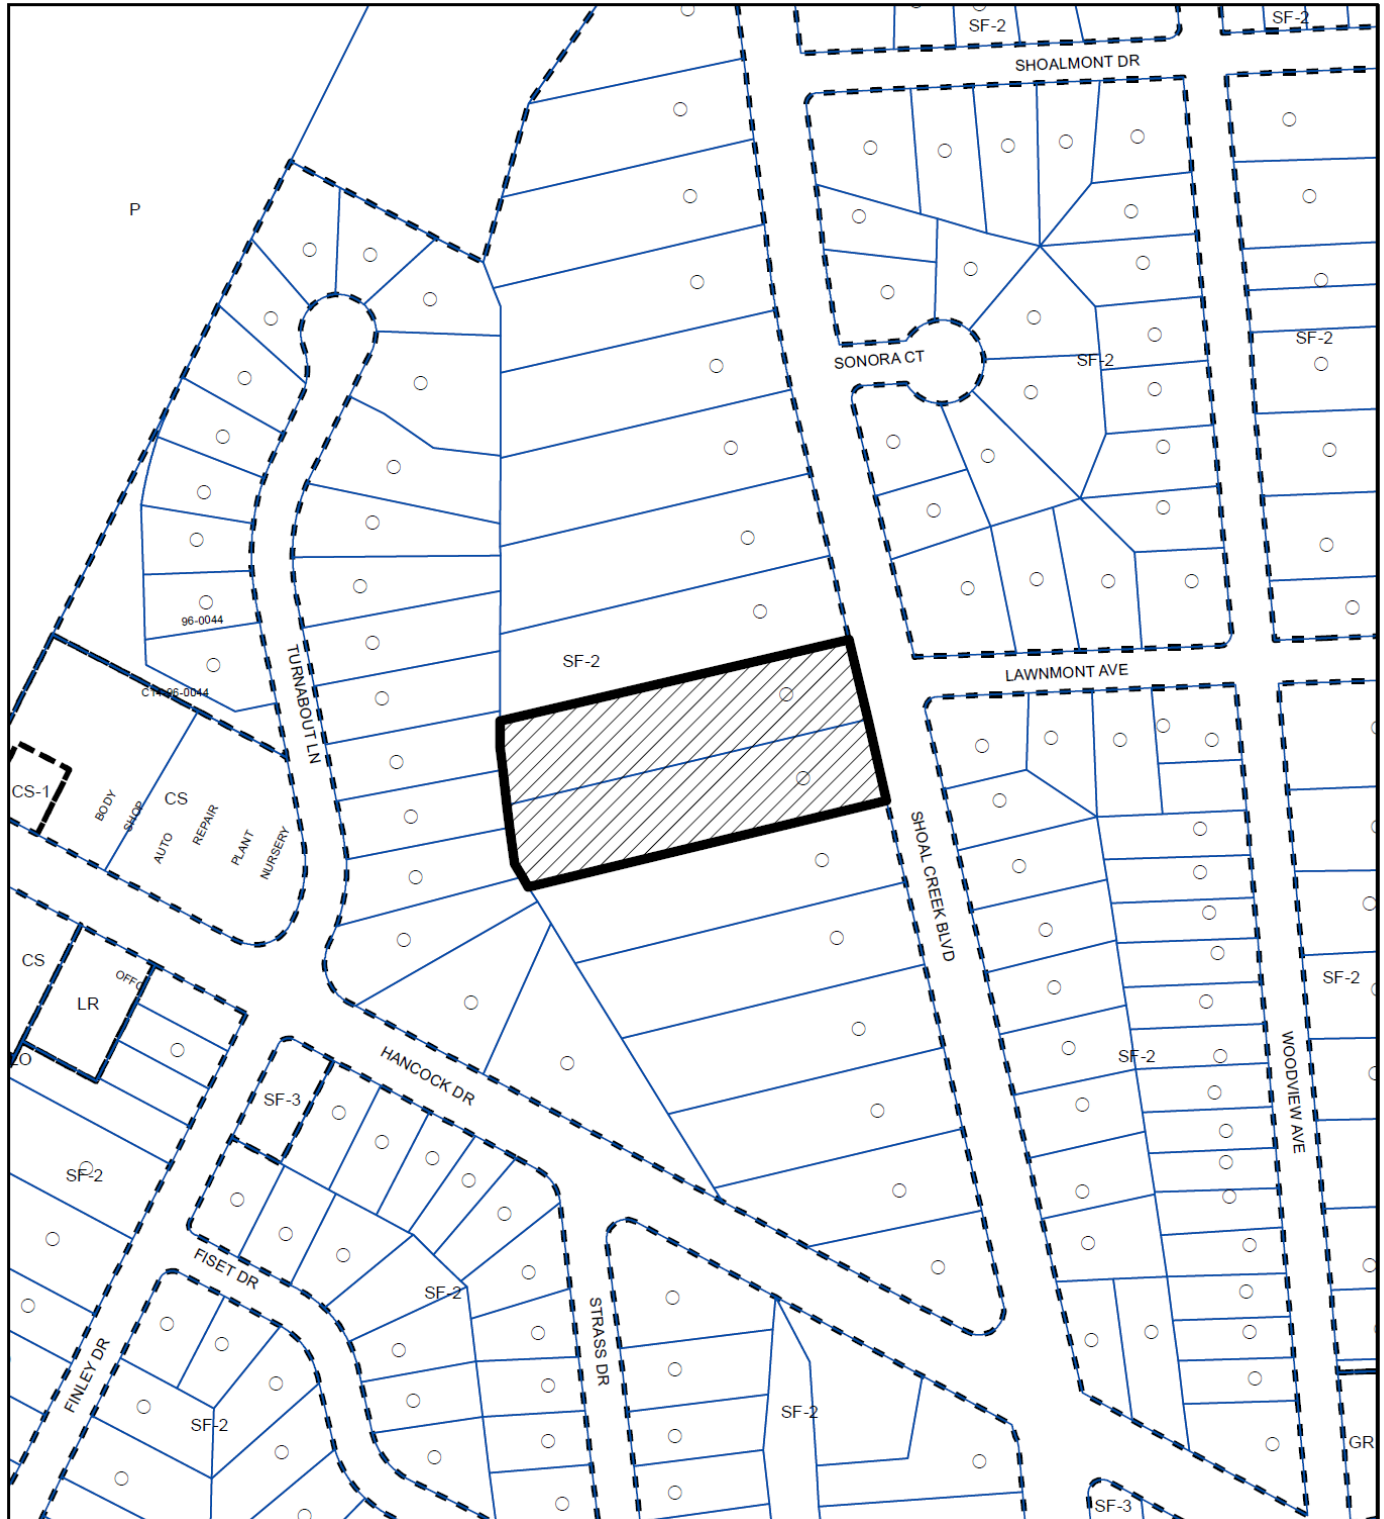 SF-2
SF-2
SHOALMONT DR
P
SONORA CT
SF-2
SF-2
96-0044
SF-2
LAWNMONT AVE
TURNABOUT LN
CS-1
BODY
SHOP
CS
AUTO
REPAIR
PLANT
NURSERY
SHOAL CREEK BLVD
CS
LR
SF-2
HANCOCK DR
SF-2
WOODVIEW AVE
SF-3
SF-2
FISET DR
SF-2
STRASS DR
FINLEY DR
SF-2
SF-2
GR
SF-3